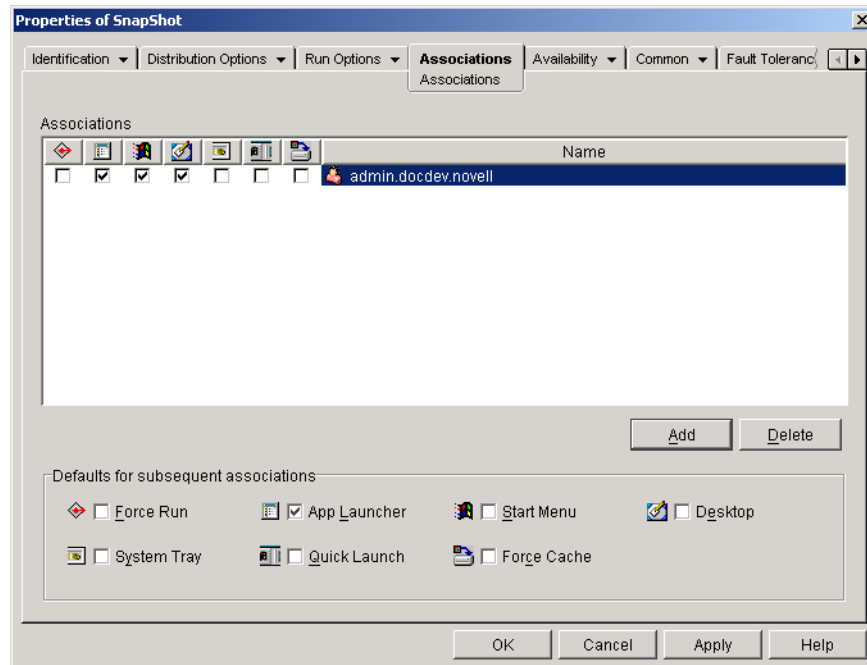 Properties of SnapShot
Identification Distribution Options Run Options Associations Availability Common Fault Toleranc
Associations
Associations
Name
admin.docdev.novell
Add Delete
Defaults for subsequent associations
Force Run App Launcher Start Menu Desktop
System Tray Quick Launch Force Cache
OK Cancel Apply Help